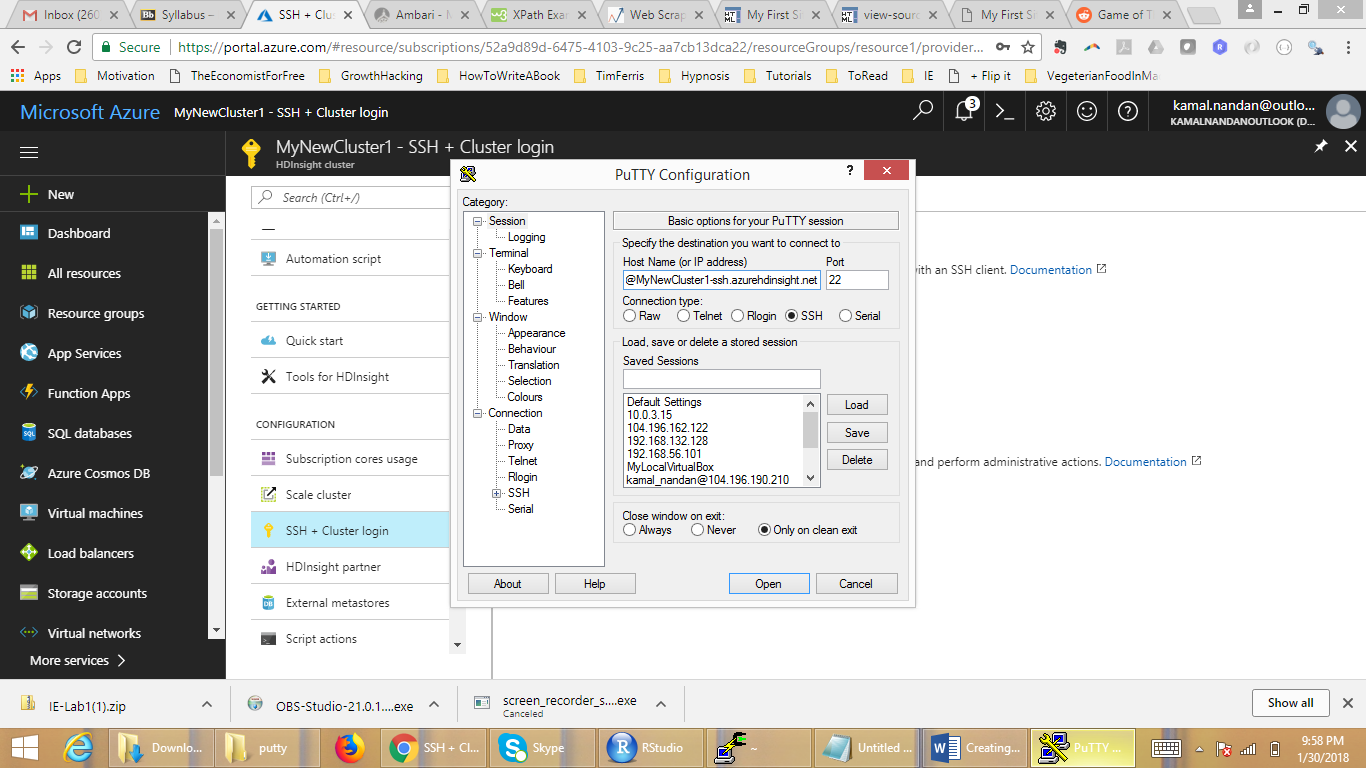 Inbox (260
Syllabus –
SSH + Clus
Ambari - M
XPath Exam
Web Scrap
My First Si
view-sourc
My First Si
Game of T
Secure
https://portal.azure.com/#resource/subscriptions/52a9d89d-6475-4103-9c25-aa7cb13dca22/resourceGroups/resource1/provider...
Apps
Motivation
TheEconomistForFree
GrowthHacking
HowToWriteABook
TimFerris
Hypnosis
Tutorials
ToRead
IE
+ Flip it
VegeterianFoodInMa
Microsoft Azure
MyNewCluster1 - SSH + Cluster login
3
kamal.nandan@outlo...
KAMALNANDANOUTLOOK (D...
MyNewCluster1 - SSH + Cluster login
HDInsight cluster
New
Dashboard
All resources
Resource groups
App Services
Function Apps
SQL databases
Azure Cosmos DB
Virtual machines
Load balancers
Storage accounts
Virtual networks
More services
Search (Ctrl+/)
Automation script
GETTING STARTED
Quick start
Tools for HDInsight
CONFIGURATION
Subscription cores usage
Scale cluster
SSH + Cluster login
HDInsight partner
External metastores
Script actions
PuTTY Configuration
?
Category:
Session
Logging
Terminal
Keyboard
Bell
Features
Window
Appearance
Behaviour
Translation
Selection
Colours
Connection
Data
Proxy
Telnet
Rlogin
SSH
Serial
Basic options for your PuTTY session
Specify the destination you want to connect to
Host Name (or IP address)
Port
@MyNewCluster1-ssh.azurehdinsight.net
22
Connection type:
Raw
Telnet
Rlogin
SSH
Serial
Load, save or delete a stored session
Saved Sessions
Default Settings
10.0.3.15
104.196.162.122
192.168.132.128
192.168.56.101
MyLocalVirtualBox
kamal_nandan@104.196.190.210
Load
Save
Delete
Close window on exit:
Always
Never
Only on clean exit
About
Help
Open
Cancel
with an SSH client. Documentation
and perform administrative actions. Documentation
IE-Lab1(1).zip
OBS-Studio-21.0.1....exe
screen_recorder_s....exe
Canceled
Show all
Downlo...
putty
SSH + Cl...
Skype
RStudio
~
Untitled ...
Creating...
PuTTY ...
9:58 PM
1/30/2018